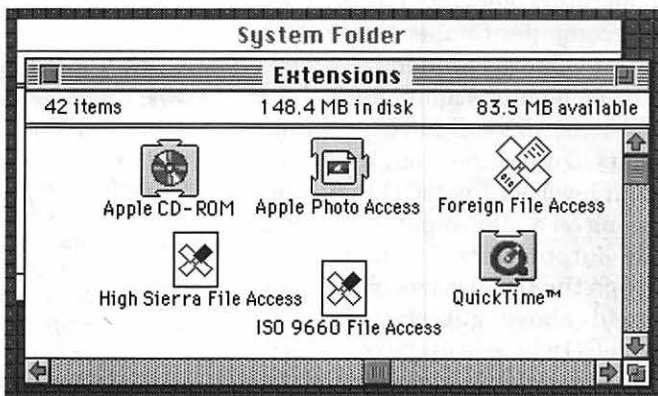 System Folder
Extensions
42 items 148.4 MB in disk 83.5 MB available
Apple CD-ROM Apple Photo Access Foreign File Access
High Sierra File Access ISO 9660 File Access QuickTime™